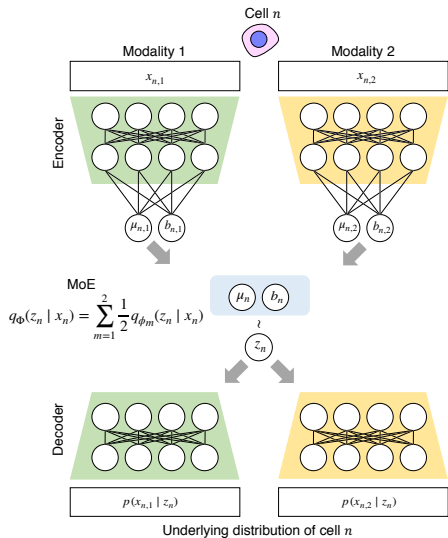 Cell n
Modality 1
Modality 2
x_{n,1}
x_{n,2}
Encoder
μ_{n,1} b_{n,1}
μ_{n,2} b_{n,2}
MoE
q_Φ(z_n | x_n) = \sum_{m=1}^{2} \frac{1}{2} q_{ϕ_m}(z_n | x_n)
μ_n b_n
~
z_n
Decoder
p(x_{n,1} | z_n)
p(x_{n,2} | z_n)
Underlying distribution of cell n